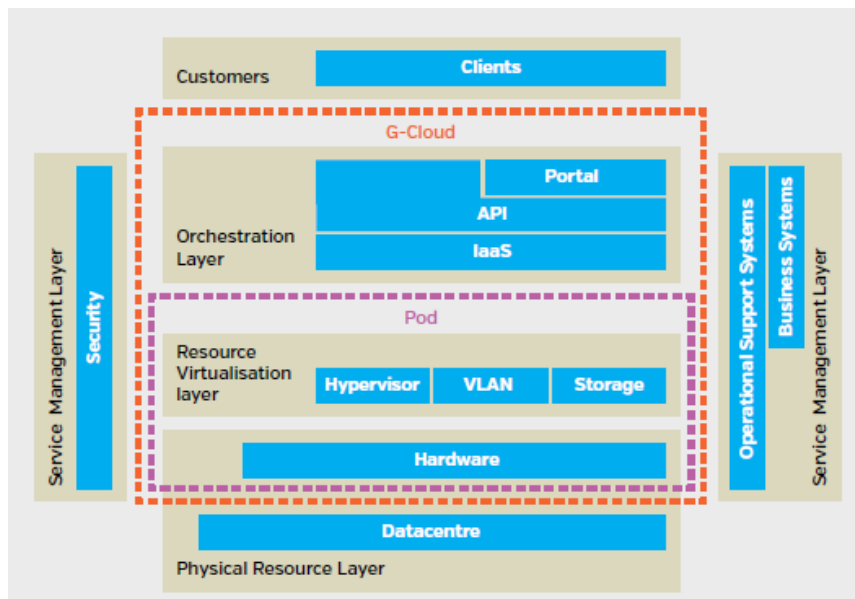 Customers
Clients
G-Cloud
Orchestration
Layer
Portal
API
IaaS
Pod
Resource
Virtualisation
layer
Hypervisor
VLAN
Storage
Hardware
Datacentre
Physical Resource Layer
Service Management Layer
Security
Operational Support Systems
Business Systems
Service Management Layer